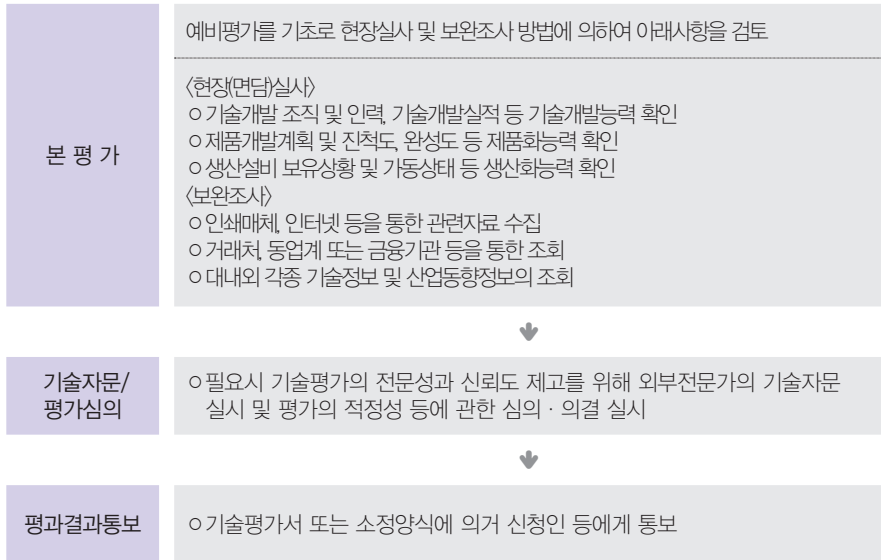 본 평 가
예비평가를 기초로 현장실사 및 보완조사 방법에 의하여 아래사항을 검토
〈현장(면담)실사〉
○ 기술개발 조직 및 인력, 기술개발실적 등 기술개발능력 확인
○ 제품개발계획 및 진척도, 완성도 등 제품화능력 확인
○ 생산설비 보유상황 및 가동상태 등 생산화능력 확인
〈보완조사〉
○ 인쇄매체, 인터넷 등을 통한 관련자료 수집
○ 거래처, 동업계 또는 금융기관 등을 통한 조회
○ 대내외 각종 기술정보 및 산업동향정보의 조회
기술자문/
평가심의
○ 필요시 기술평가의 전문성과 신뢰도 제고를 위해 외부전문가의 기술자문
실시 및 평가의 적정성 등에 관한 심의 · 의결 실시
평과결과통보
○ 기술평가서 또는 소정양식에 의거 신청인 등에게 통보